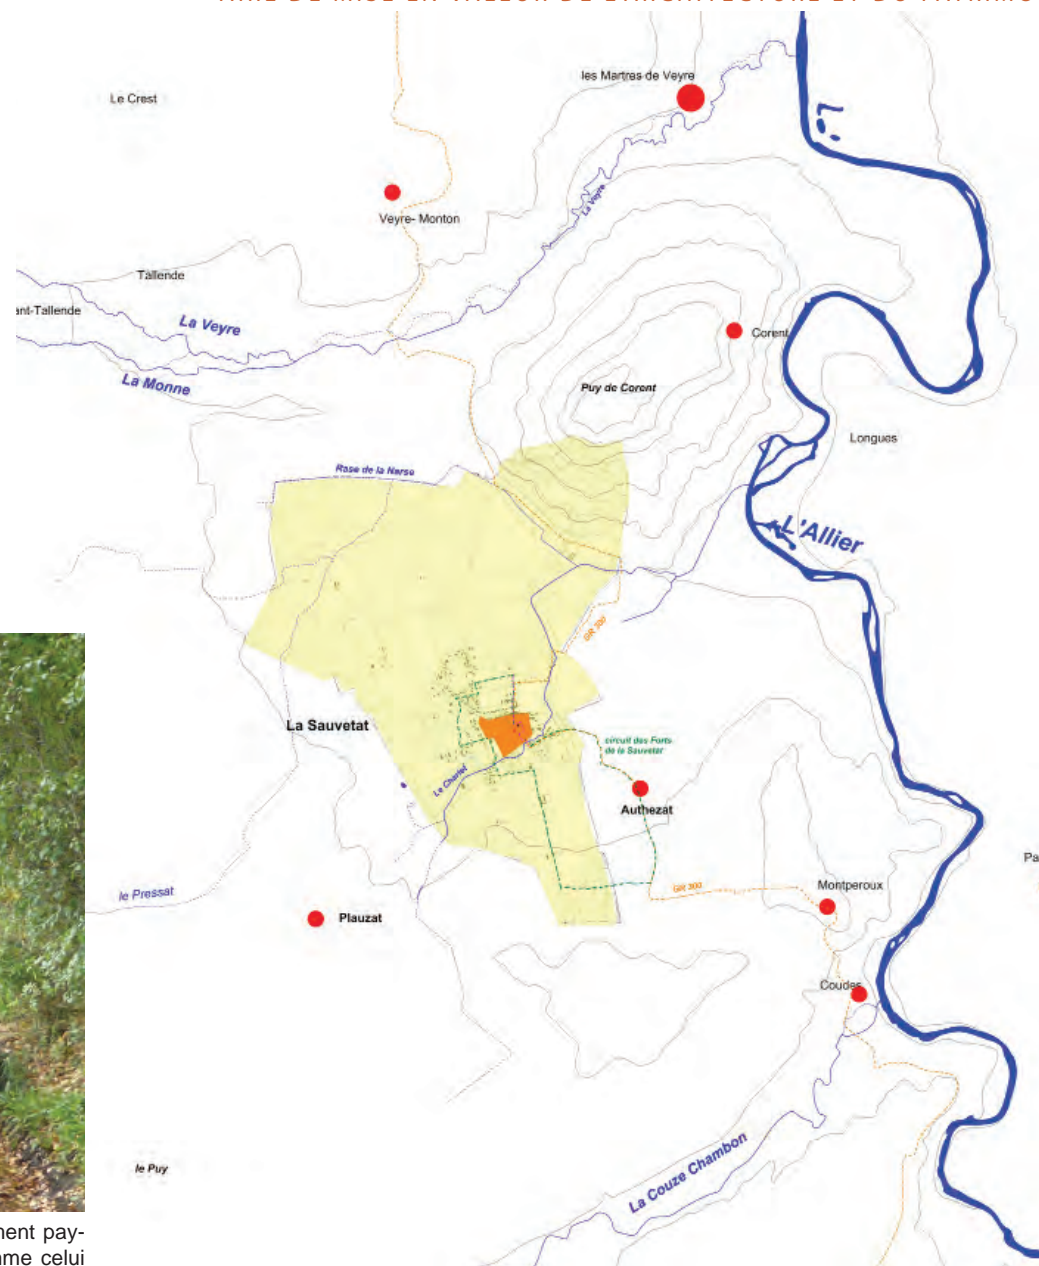 les Martres de Veyre
Le Crest
La Veyre
Veyre- Monton
Tallende
ant-Tallende
La Veyre
Corent
La Monne
Puy de Corent
Longues
Rase de la Narse
L'Allier
GR 300
La Sauvetat
circuit des Forts
de la Sauvetat
Le Charlet
Authezat
Pa
le Pressat
Montperoux
GR 300
Plauzat
Coudes
La Couze Chambon
le Puy
ment pay-
me celui